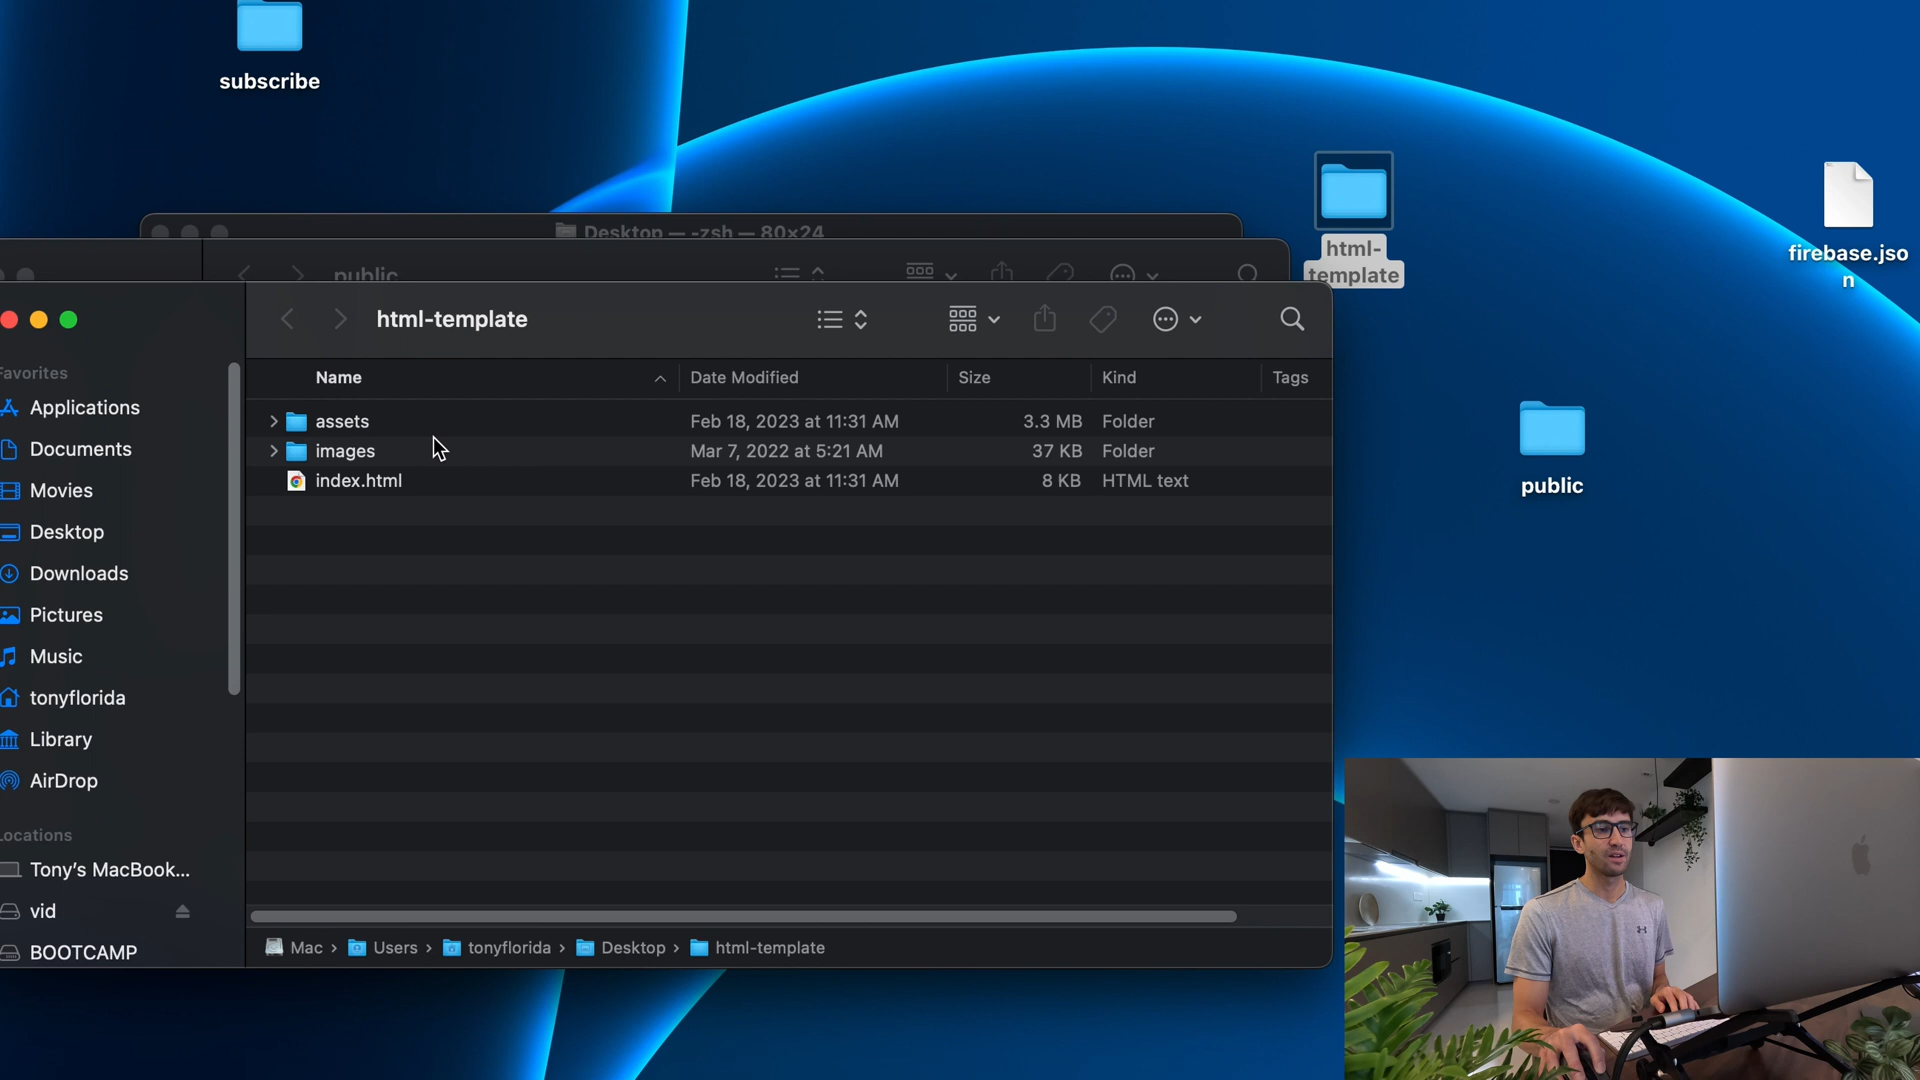 subscribe
html-
template
firebase.jso
n
public
Desktop — -zsh — 80×24
public
html-template
Name
Date Modified
Size
Kind
Tags
assets
Feb 18, 2023 at 11:31 AM
3.3 MB
Folder
images
Mar 7, 2022 at 5:21 AM
37 KB
Folder
index.html
Feb 18, 2023 at 11:31 AM
8 KB
HTML text
Favorites
Applications
Documents
Movies
Desktop
Downloads
Pictures
Music
tonyflorida
Library
AirDrop
Locations
Tony's MacBook...
vid
BOOTCAMP
Mac › Users › tonyflorida › Desktop › html-template